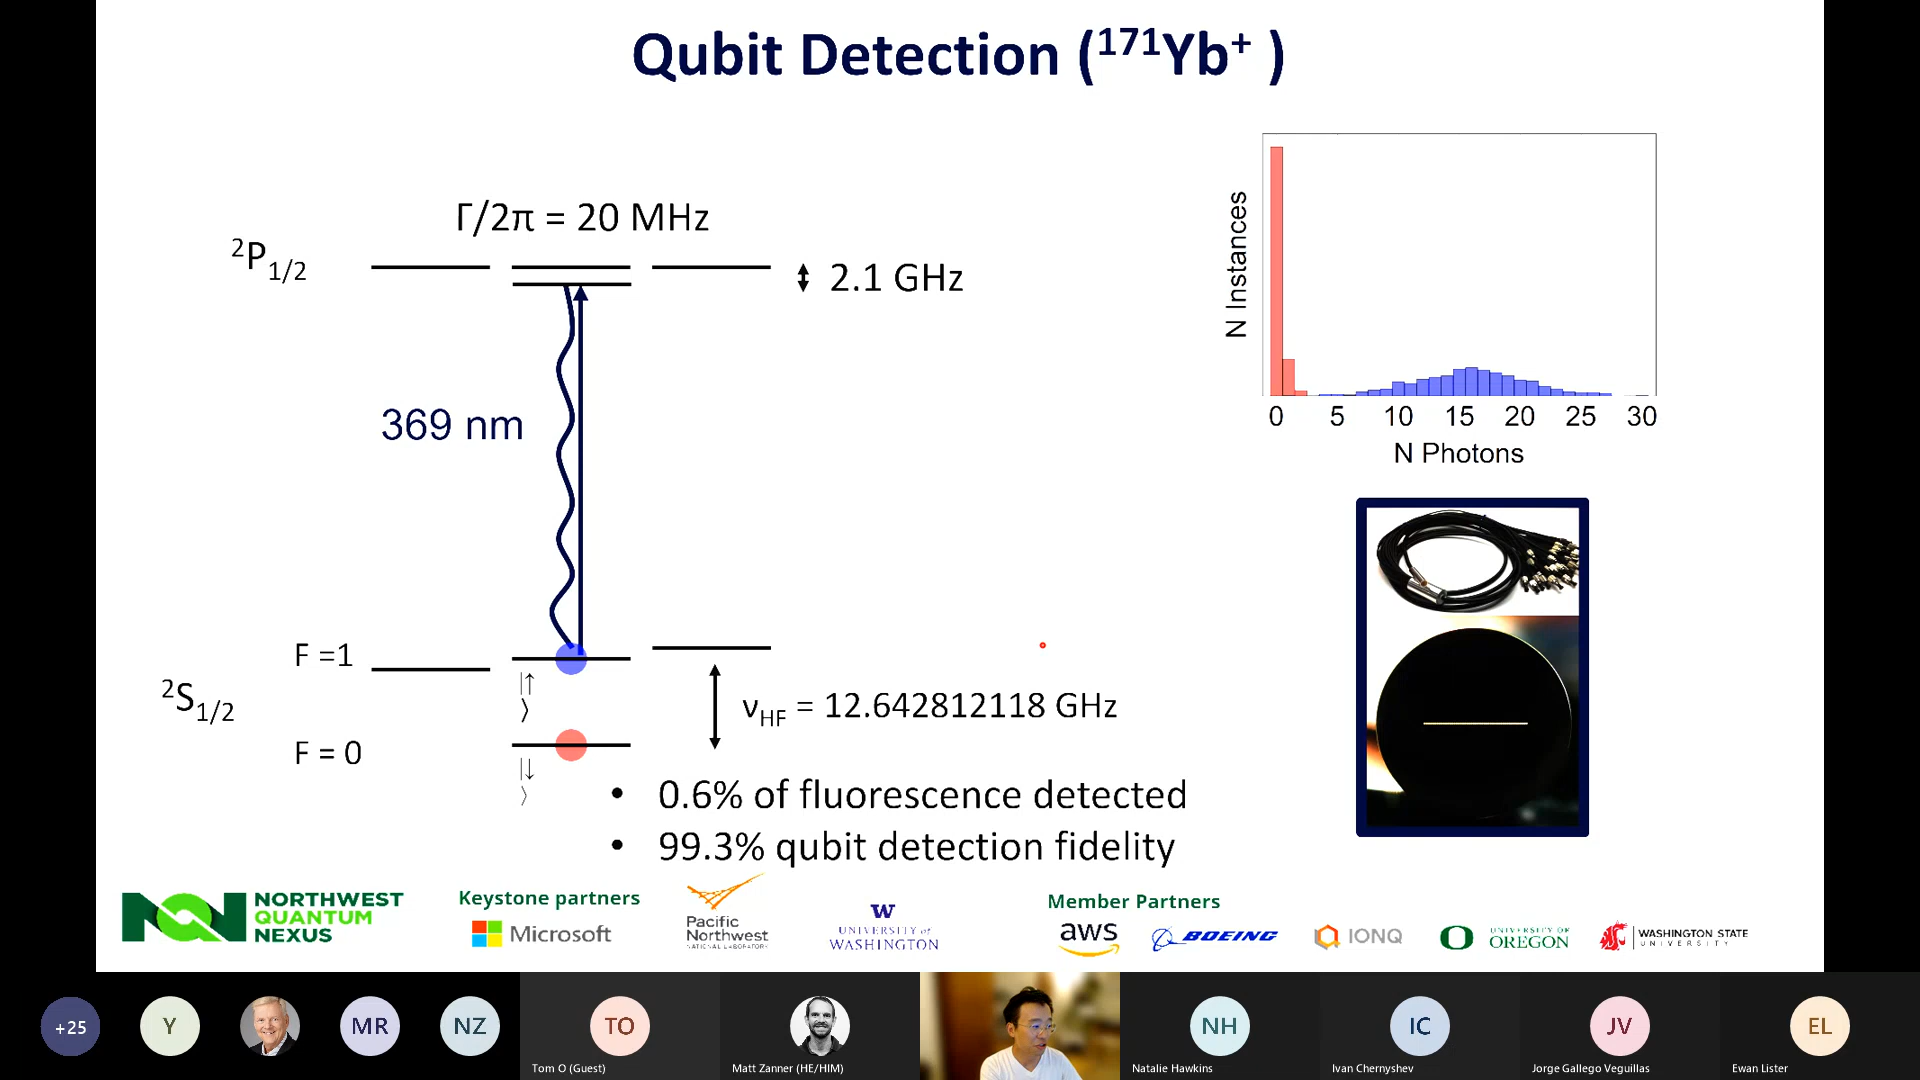 Qubit Detection (¹⁷¹Yb⁺ )
Γ/2π = 20 MHz
²P₁/₂
2.1 GHz
369 nm
F =1
|↑
⟩
²S₁/₂
ν_HF = 12.642812118 GHz
F = 0
|↓
⟩
• 0.6% of fluorescence detected
• 99.3% qubit detection fidelity
N Instances
0 5 10 15 20 25 30
N Photons
NORTHWEST
QUANTUM
NEXUS
Keystone partners
Microsoft
Pacific
Northwest
NATIONAL LABORATORY
W
UNIVERSITY of
WASHINGTON
Member Partners
aws
BOEING
IONQ
UNIVERSITY OF
OREGON
WASHINGTON STATE
UNIVERSITY
+25
Y
MR
NZ
TO
Tom O (Guest)
Matt Zanner (HE/HIM)
NH
Natalie Hawkins
IC
Ivan Chernyshev
JV
Jorge Gallego Veguillas
EL
Ewan Lister